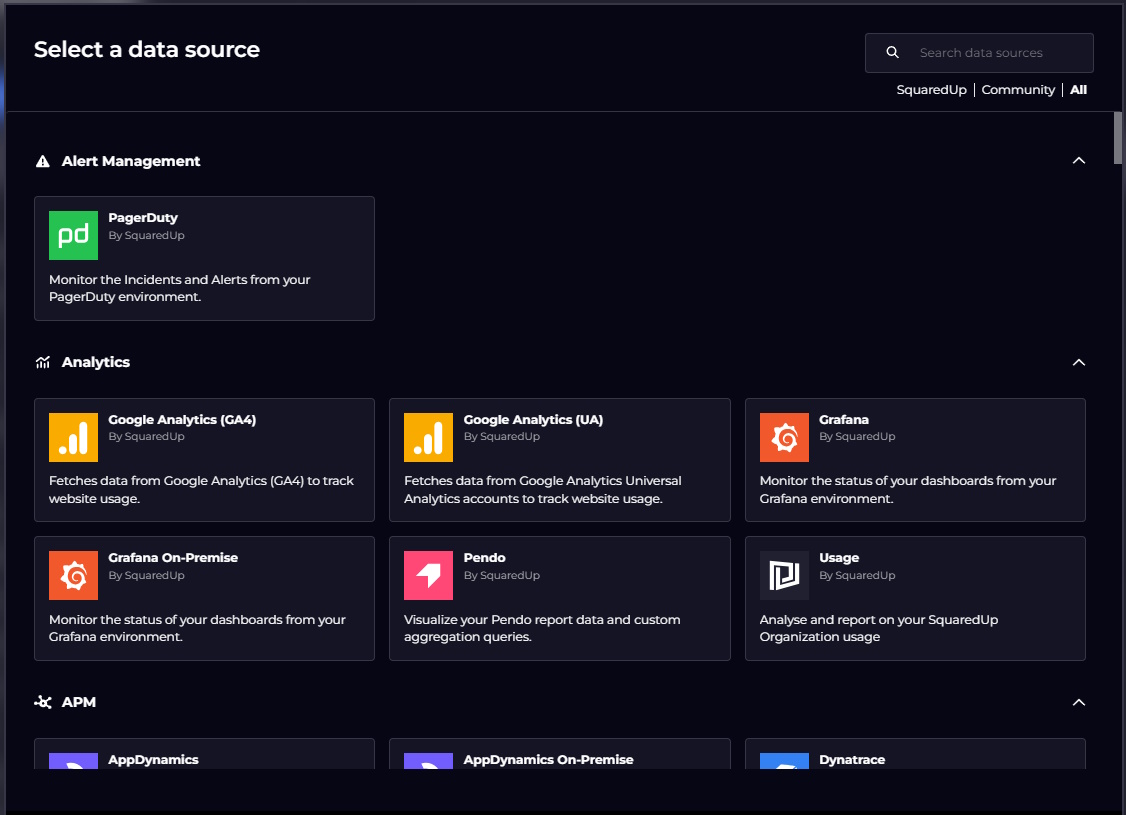 Select a data source
Search data sources
SquaredUp | Community | All
Alert Management
pd
PagerDuty
By SquaredUp
Monitor the Incidents and Alerts from your
PagerDuty environment.
Analytics
Google Analytics (GA4)
By SquaredUp
Fetches data from Google Analytics (GA4) to track
website usage.
Google Analytics (UA)
By SquaredUp
Fetches data from Google Analytics Universal
Analytics accounts to track website usage.
Grafana
By SquaredUp
Monitor the status of your dashboards from your
Grafana environment.
Grafana On-Premise
By SquaredUp
Monitor the status of your dashboards from your
Grafana environment.
Pendo
By SquaredUp
Visualize your Pendo report data and custom
aggregation queries.
Usage
By SquaredUp
Analyse and report on your SquaredUp
Organization usage
APM
AppDynamics
AppDynamics On-Premise
Dynatrace